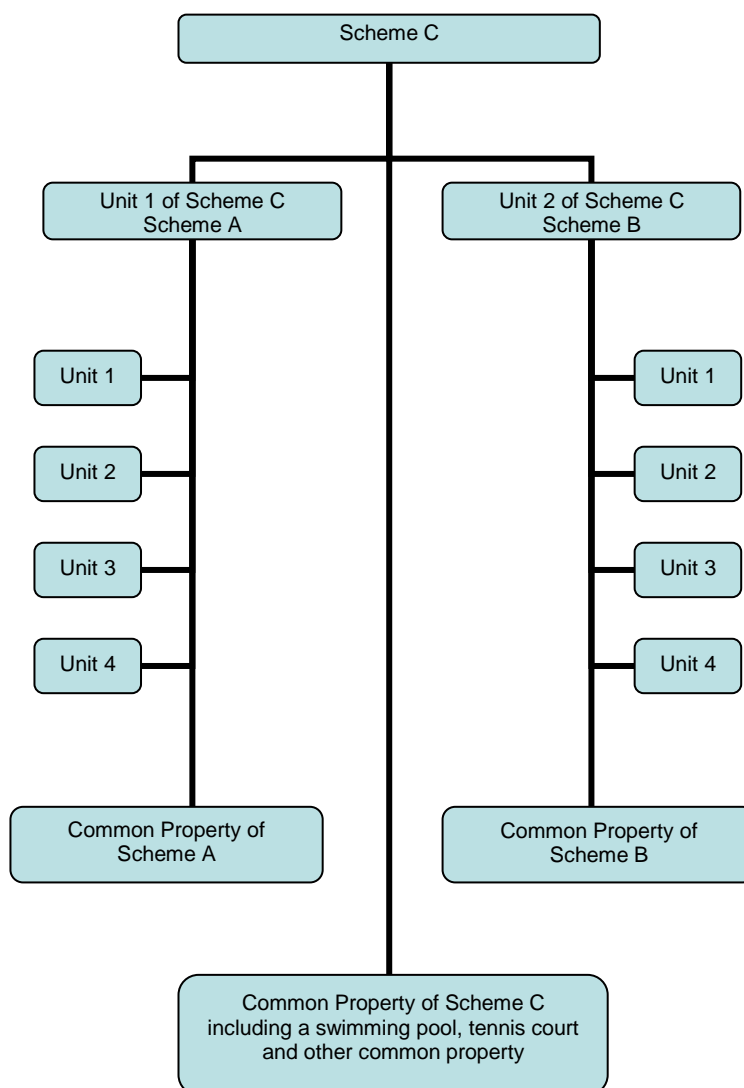 Scheme C
Unit 1 of Scheme C
Scheme A
Unit 2 of Scheme C
Scheme B
Unit 1
Unit 1
Unit 2
Unit 2
Unit 3
Unit 3
Unit 4
Unit 4
Common Property of
Scheme A
Common Property of
Scheme B
Common Property of Scheme C
including a swimming pool, tennis court
and other common property